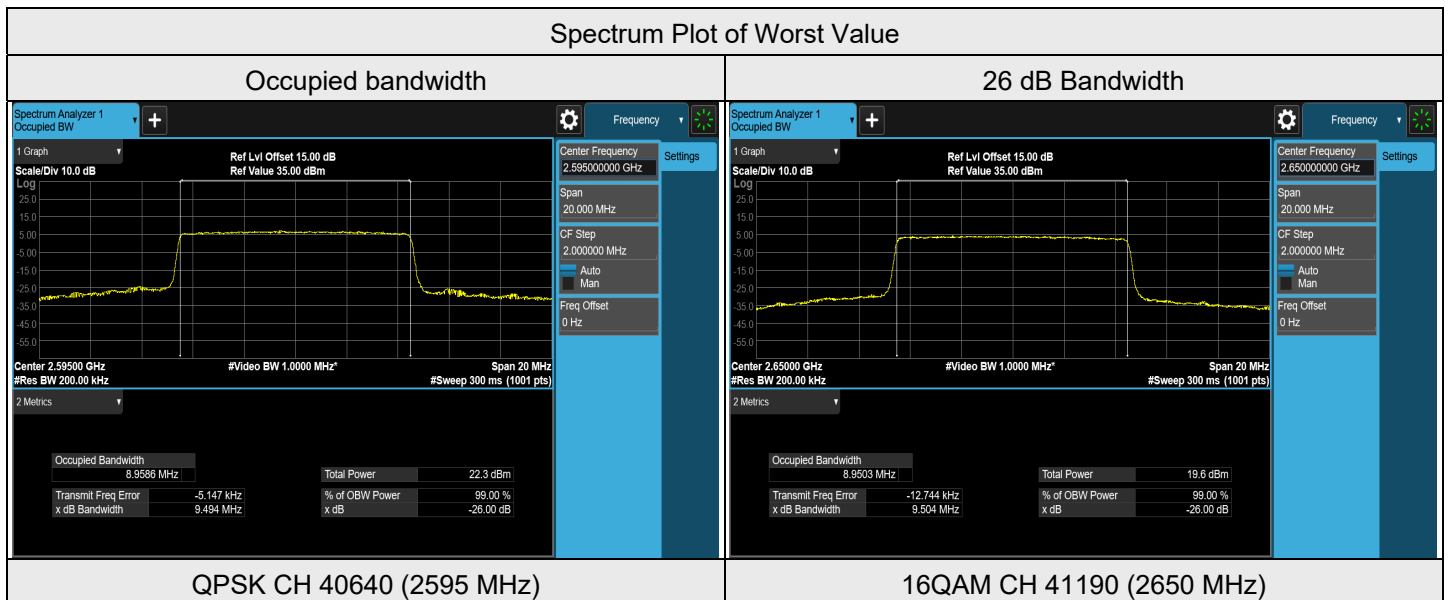 Spectrum Plot of Worst Value
Occupied bandwidth
26 dB Bandwidth
Spectrum Analyzer 1
Occupied BW
+
Frequency
1 Graph
Ref Lvl Offset 15.00 dB
Scale/Div 10.0 dB
Ref Value 35.00 dBm
Log
25.0
15.0
5.00
-5.00
-15.0
-25.0
-35.0
-45.0
-55.0
Center 2.59500 GHz
#Video BW 1.0000 MHz*
Span 20 MHz
#Res BW 200.00 kHz
#Sweep 300 ms (1001 pts)
Center Frequency
2.595000000 GHz
Settings
Span
20.000 MHz
CF Step
2.000000 MHz
Auto
Man
Freq Offset
0 Hz
2 Metrics
Occupied Bandwidth
8.9586 MHz
Total Power 22.3 dBm
Transmit Freq Error -5.147 kHz
% of OBW Power 99.00 %
x dB Bandwidth 9.494 MHz
x dB -26.00 dB
Spectrum Analyzer 1
Occupied BW
+
Frequency
1 Graph
Ref Lvl Offset 15.00 dB
Scale/Div 10.0 dB
Ref Value 35.00 dBm
Log
25.0
15.0
5.00
-5.00
-15.0
-25.0
-35.0
-45.0
-55.0
Center 2.65000 GHz
#Video BW 1.0000 MHz*
Span 20 MHz
#Res BW 200.00 kHz
#Sweep 300 ms (1001 pts)
Center Frequency
2.650000000 GHz
Settings
Span
20.000 MHz
CF Step
2.000000 MHz
Auto
Man
Freq Offset
0 Hz
2 Metrics
Occupied Bandwidth
8.9503 MHz
Total Power 19.6 dBm
Transmit Freq Error -12.744 kHz
% of OBW Power 99.00 %
x dB Bandwidth 9.504 MHz
x dB -26.00 dB
QPSK CH 40640 (2595 MHz)
16QAM CH 41190 (2650 MHz)